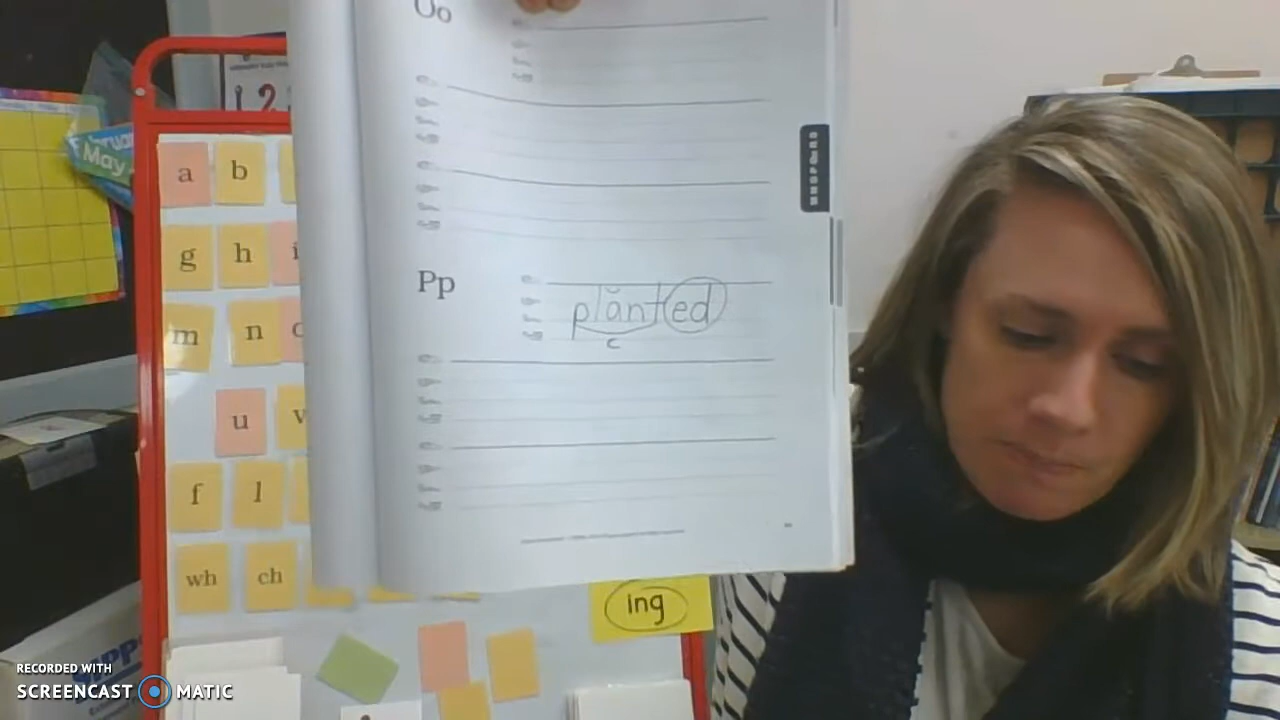 Oo
a b
May
g h i
Pp
planted
c
m n
u v
f l
wh ch
ing
RECORDED WITH
SCREENCAST MATIC